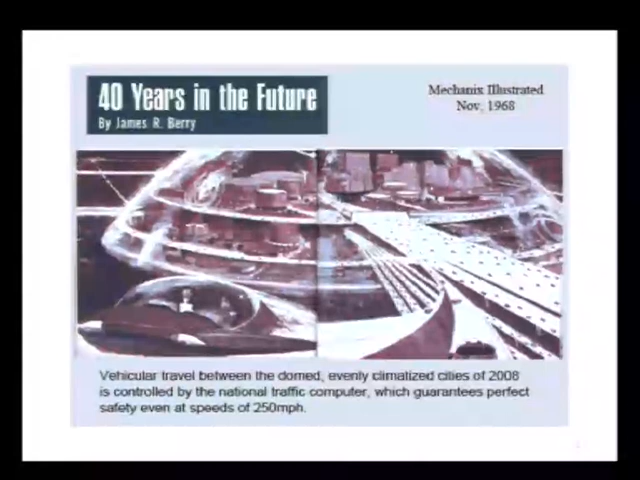 40 Years in the Future
By James R. Berry
Mechanix Illustrated
Nov, 1968
Vehicular travel between the domed, evenly climatized cities of 2008
is controlled by the national traffic computer, which guarantees perfect
safety even at speeds of 250mph.